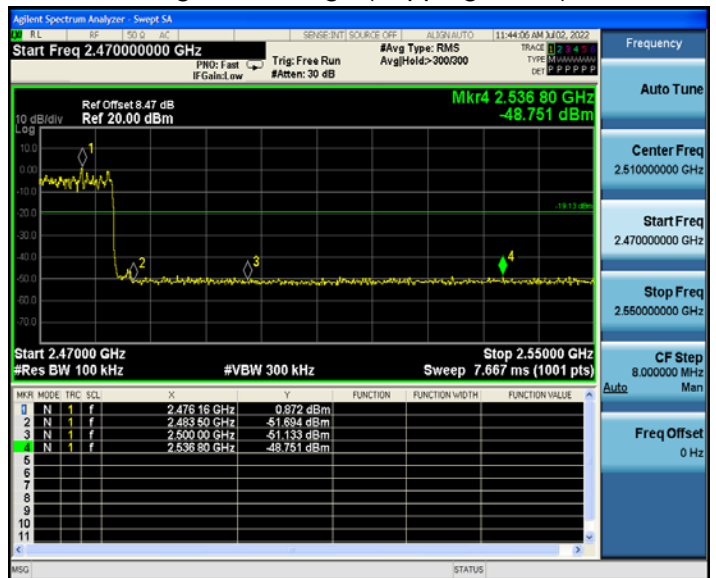 Agilent Spectrum Analyzer - Swept SA
RL RF 50 Ω AC SENSE:INT SOURCE OFF ALIGN AUTO 11:44:06 AM Jul 02, 2022
Start Freq 2.470000000 GHz
PNO: Fast
IFGain:Low
Trig: Free Run
#Atten: 30 dB
#Avg Type: RMS
Avg|Hold:>300/300
TRACE 1 2 3 4 5 6
TYPE M
DET P P P P P P
Ref Offset 8.47 dB
10 dB/div Ref 20.00 dBm
Log
Mkr4 2.536 80 GHz
-48.751 dBm
10.0
0.00
-10.0
-20.0
-30.0
-40.0
-50.0
-60.0
-70.0
1
2
3
4
-19.13 dBm
Start 2.47000 GHz Stop 2.55000 GHz
#Res BW 100 kHz #VBW 300 kHz Sweep 7.667 ms (1001 pts)
MKR MODE TRC SCL X Y FUNCTION FUNCTION WIDTH FUNCTION VALUE
1 N 1 f 2.476 16 GHz 0.872 dBm
2 N 1 f 2.483 50 GHz -51.694 dBm
3 N 1 f 2.500 00 GHz -51.133 dBm
4 N 1 f 2.536 80 GHz -48.751 dBm
5
6
7
8
9
10
11
MSG STATUS
Frequency
Auto Tune
Center Freq
2.510000000 GHz
Start Freq
2.470000000 GHz
Stop Freq
2.550000000 GHz
CF Step
8.000000 MHz
Auto Man
Freq Offset
0 Hz